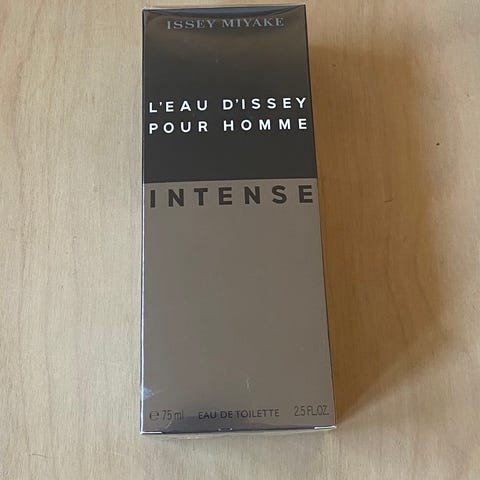 ISSEY MIYAKE
L'EAU D'ISSEY
POUR HOMME
INTENSE
℮ 75 ml EAU DE TOILETTE 2.5 FL.OZ.